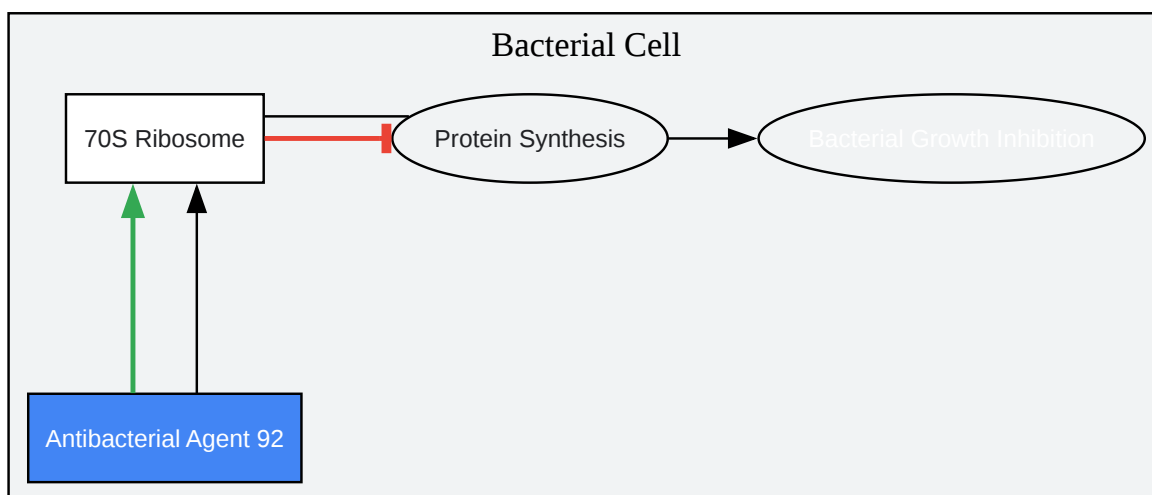 Bacterial Cell
70S Ribosome
Protein Synthesis
Bacterial Growth Inhibition
Antibacterial Agent 92